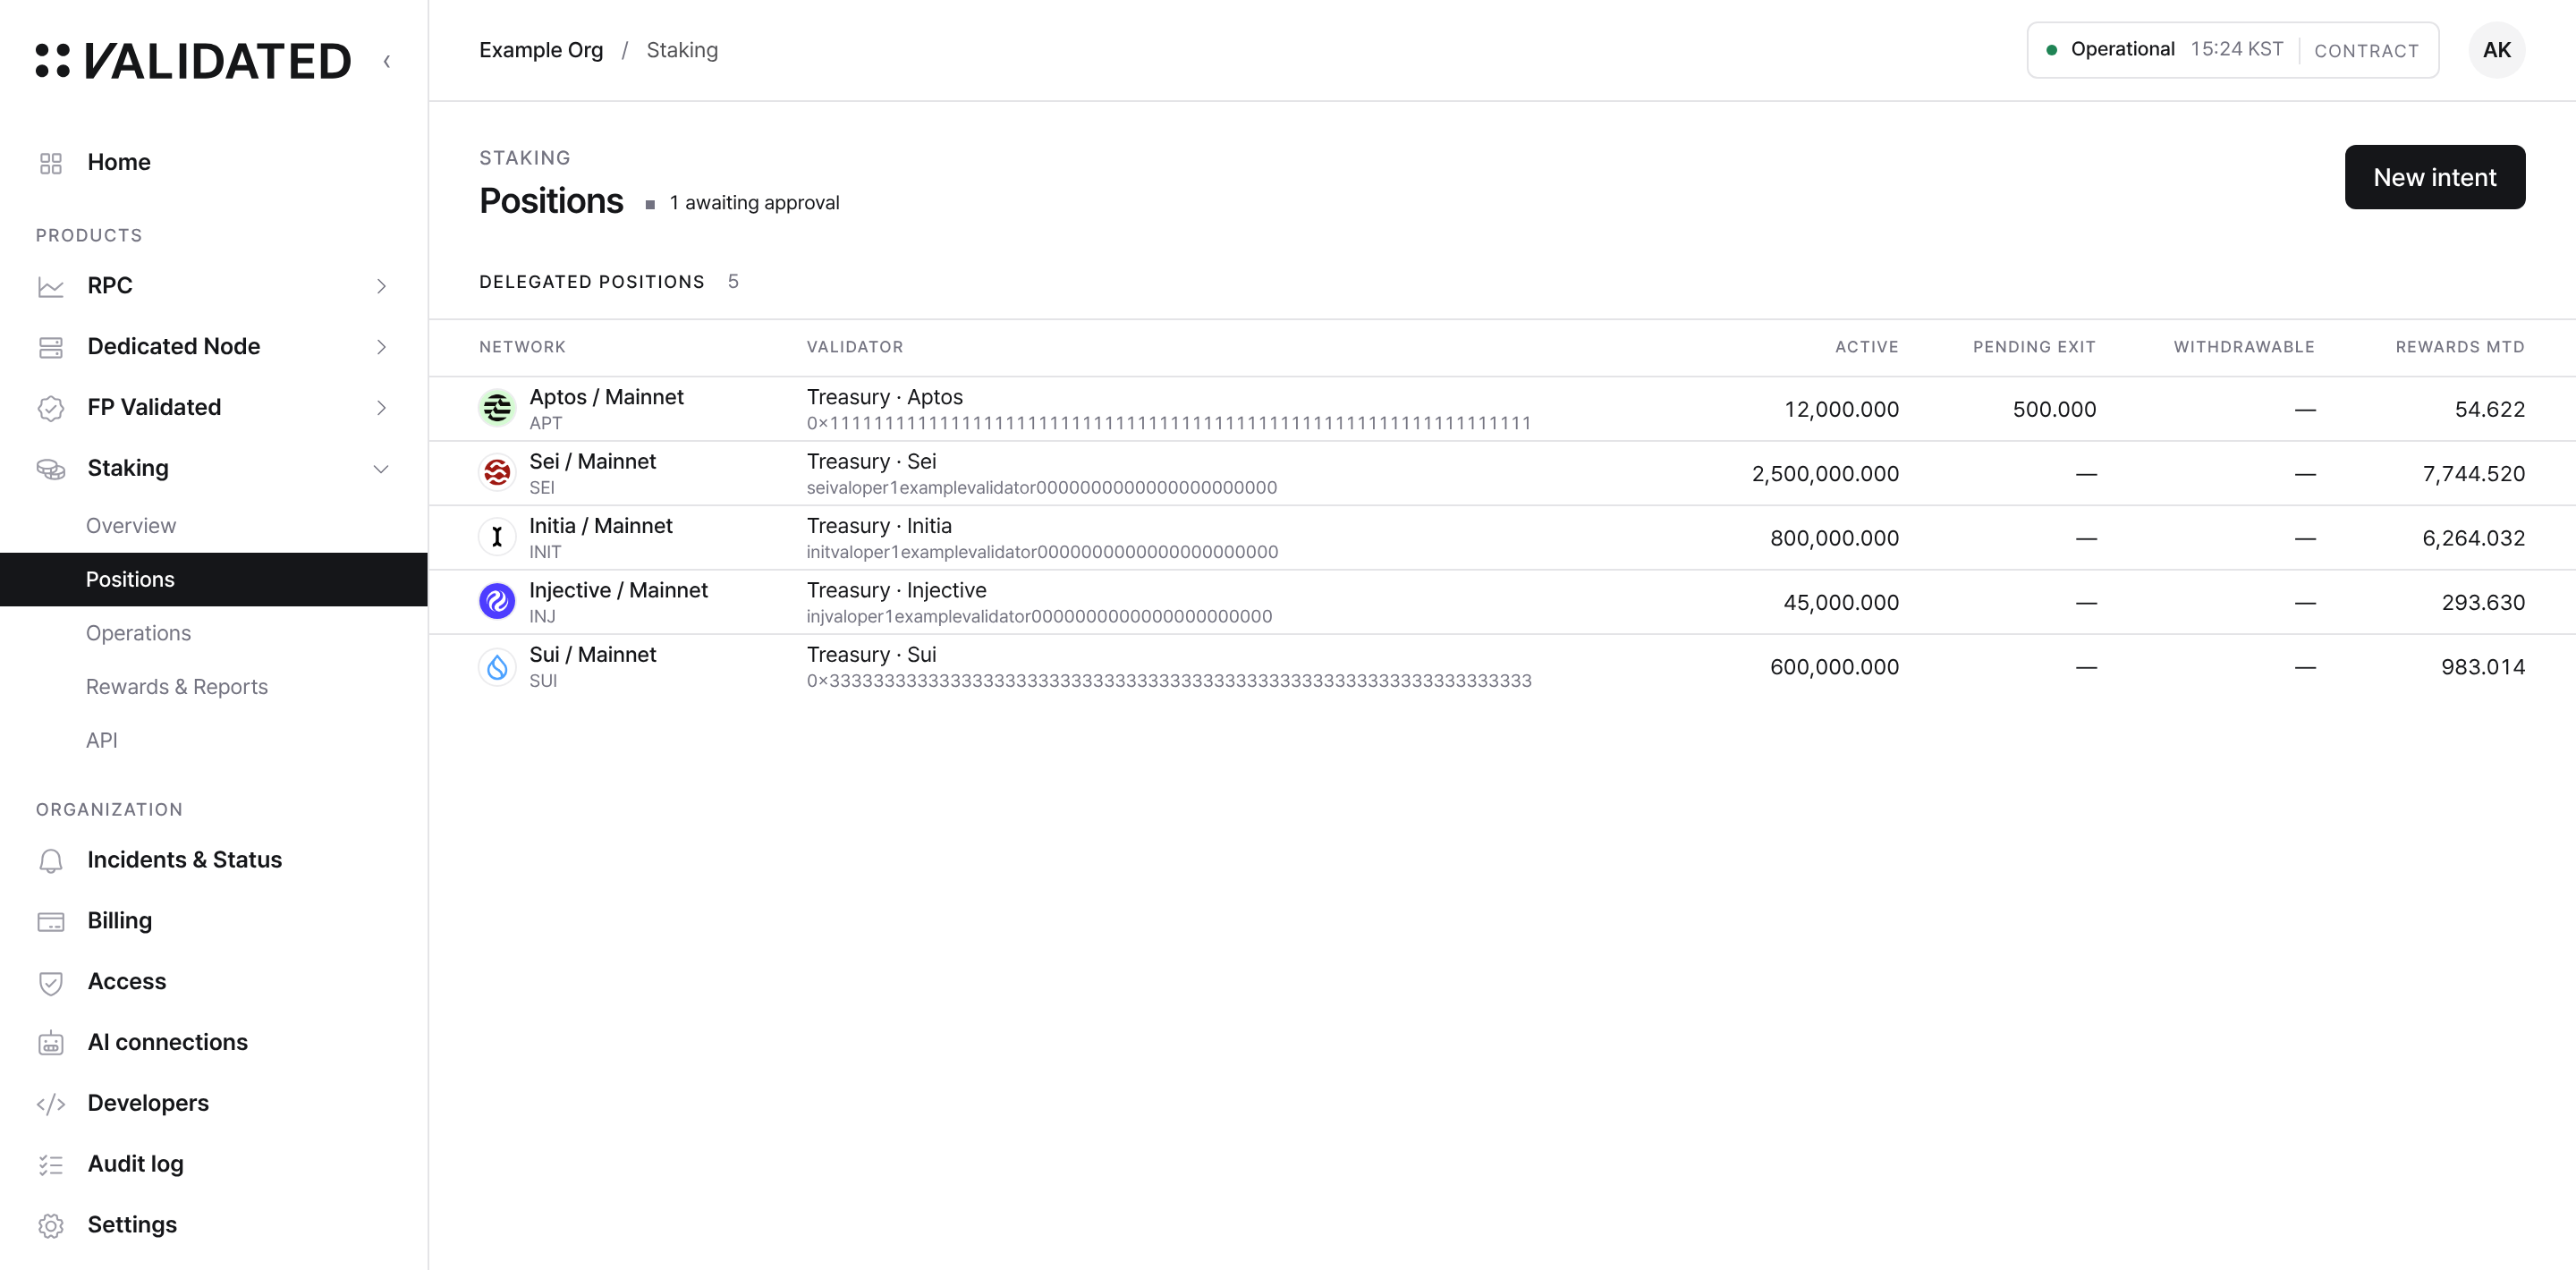 VALIDATED
Example Org / Staking
Operational 15:24 KST CONTRACT
AK
Home
PRODUCTS
RPC
Dedicated Node
FP Validated
Staking
Overview
Positions
Operations
Rewards & Reports
API
ORGANIZATION
Incidents & Status
Billing
Access
AI connections
Developers
Audit log
Settings
STAKING
Positions 1 awaiting approval
New intent
DELEGATED POSITIONS 5
NETWORK VALIDATOR ACTIVE PENDING EXIT WITHDRAWABLE REWARDS MTD
Aptos / Mainnet Treasury · Aptos 12,000.000 500.000 — 54.622
APT 0x1111111111111111111111111111111111111111111111111111111111111111
Sei / Mainnet Treasury · Sei 2,500,000.000 — — 7,744.520
SEI seivaloper1examplevalidator0000000000000000000000
Initia / Mainnet Treasury · Initia 800,000.000 — — 6,264.032
INIT initvaloper1examplevalidator0000000000000000000000
Injective / Mainnet Treasury · Injective 45,000.000 — — 293.630
INJ injvaloper1examplevalidator0000000000000000000000
Sui / Mainnet Treasury · Sui 600,000.000 — — 983.014
SUI 0x3333333333333333333333333333333333333333333333333333333333333333